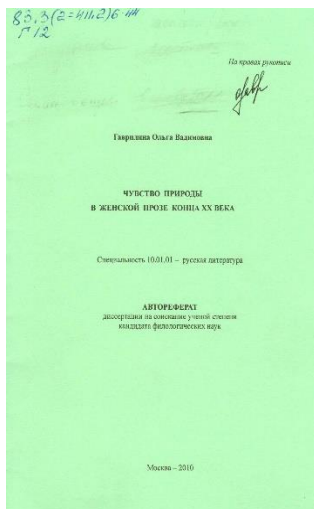 83.3(2=411.2)6-44
Г12
На правах рукописи
Гаврилина Ольга Вадимовна
ЧУВСТВО ПРИРОДЫ
В ЖЕНСКОЙ ПРОЗЕ КОНЦА XX ВЕКА
Специальность 10.01.01 – русская литература
АВТОРЕФЕРАТ
диссертации на соискание ученой степени
кандидата филологических наук
Москва – 2010